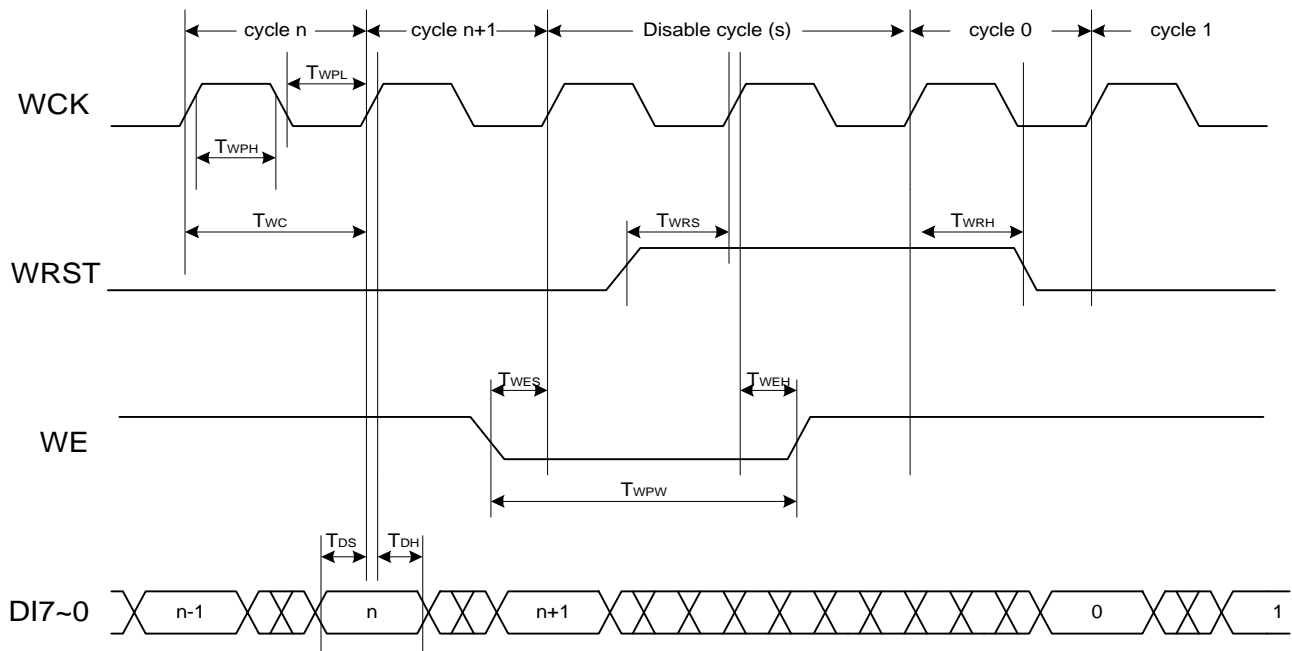 cycle n
cycle n+1
Disable cycle (s)
cycle 0
cycle 1
TWPL
WCK
TWPH
TWC
TWRS
TWRH
WRST
TWES
TWEH
WE
TWPW
TDS
TDH
DI7~0
n-1
n
n+1
0
1